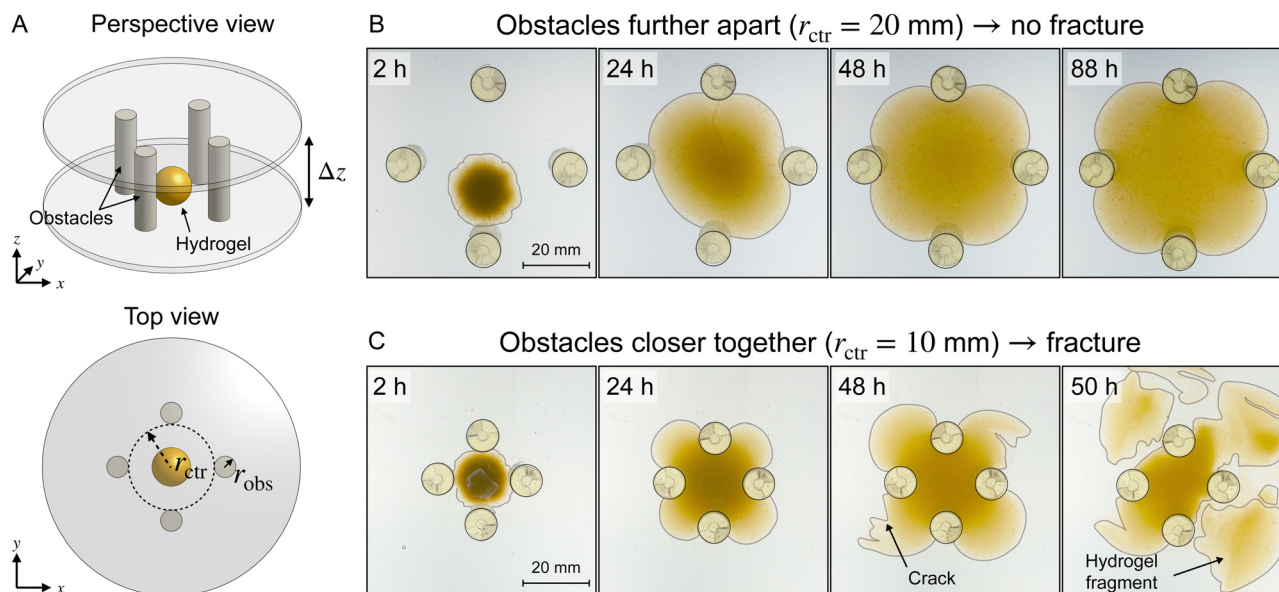 A
Perspective view
Δz
Obstacles
Hydrogel
z
y
x
Top view
r_ctr
r_obs
y
x
B
Obstacles further apart (r_ctr = 20 mm) → no fracture
2 h
24 h
48 h
88 h
20 mm
C
Obstacles closer together (r_ctr = 10 mm) → fracture
2 h
24 h
48 h
50 h
20 mm
Crack
Hydrogel
fragment